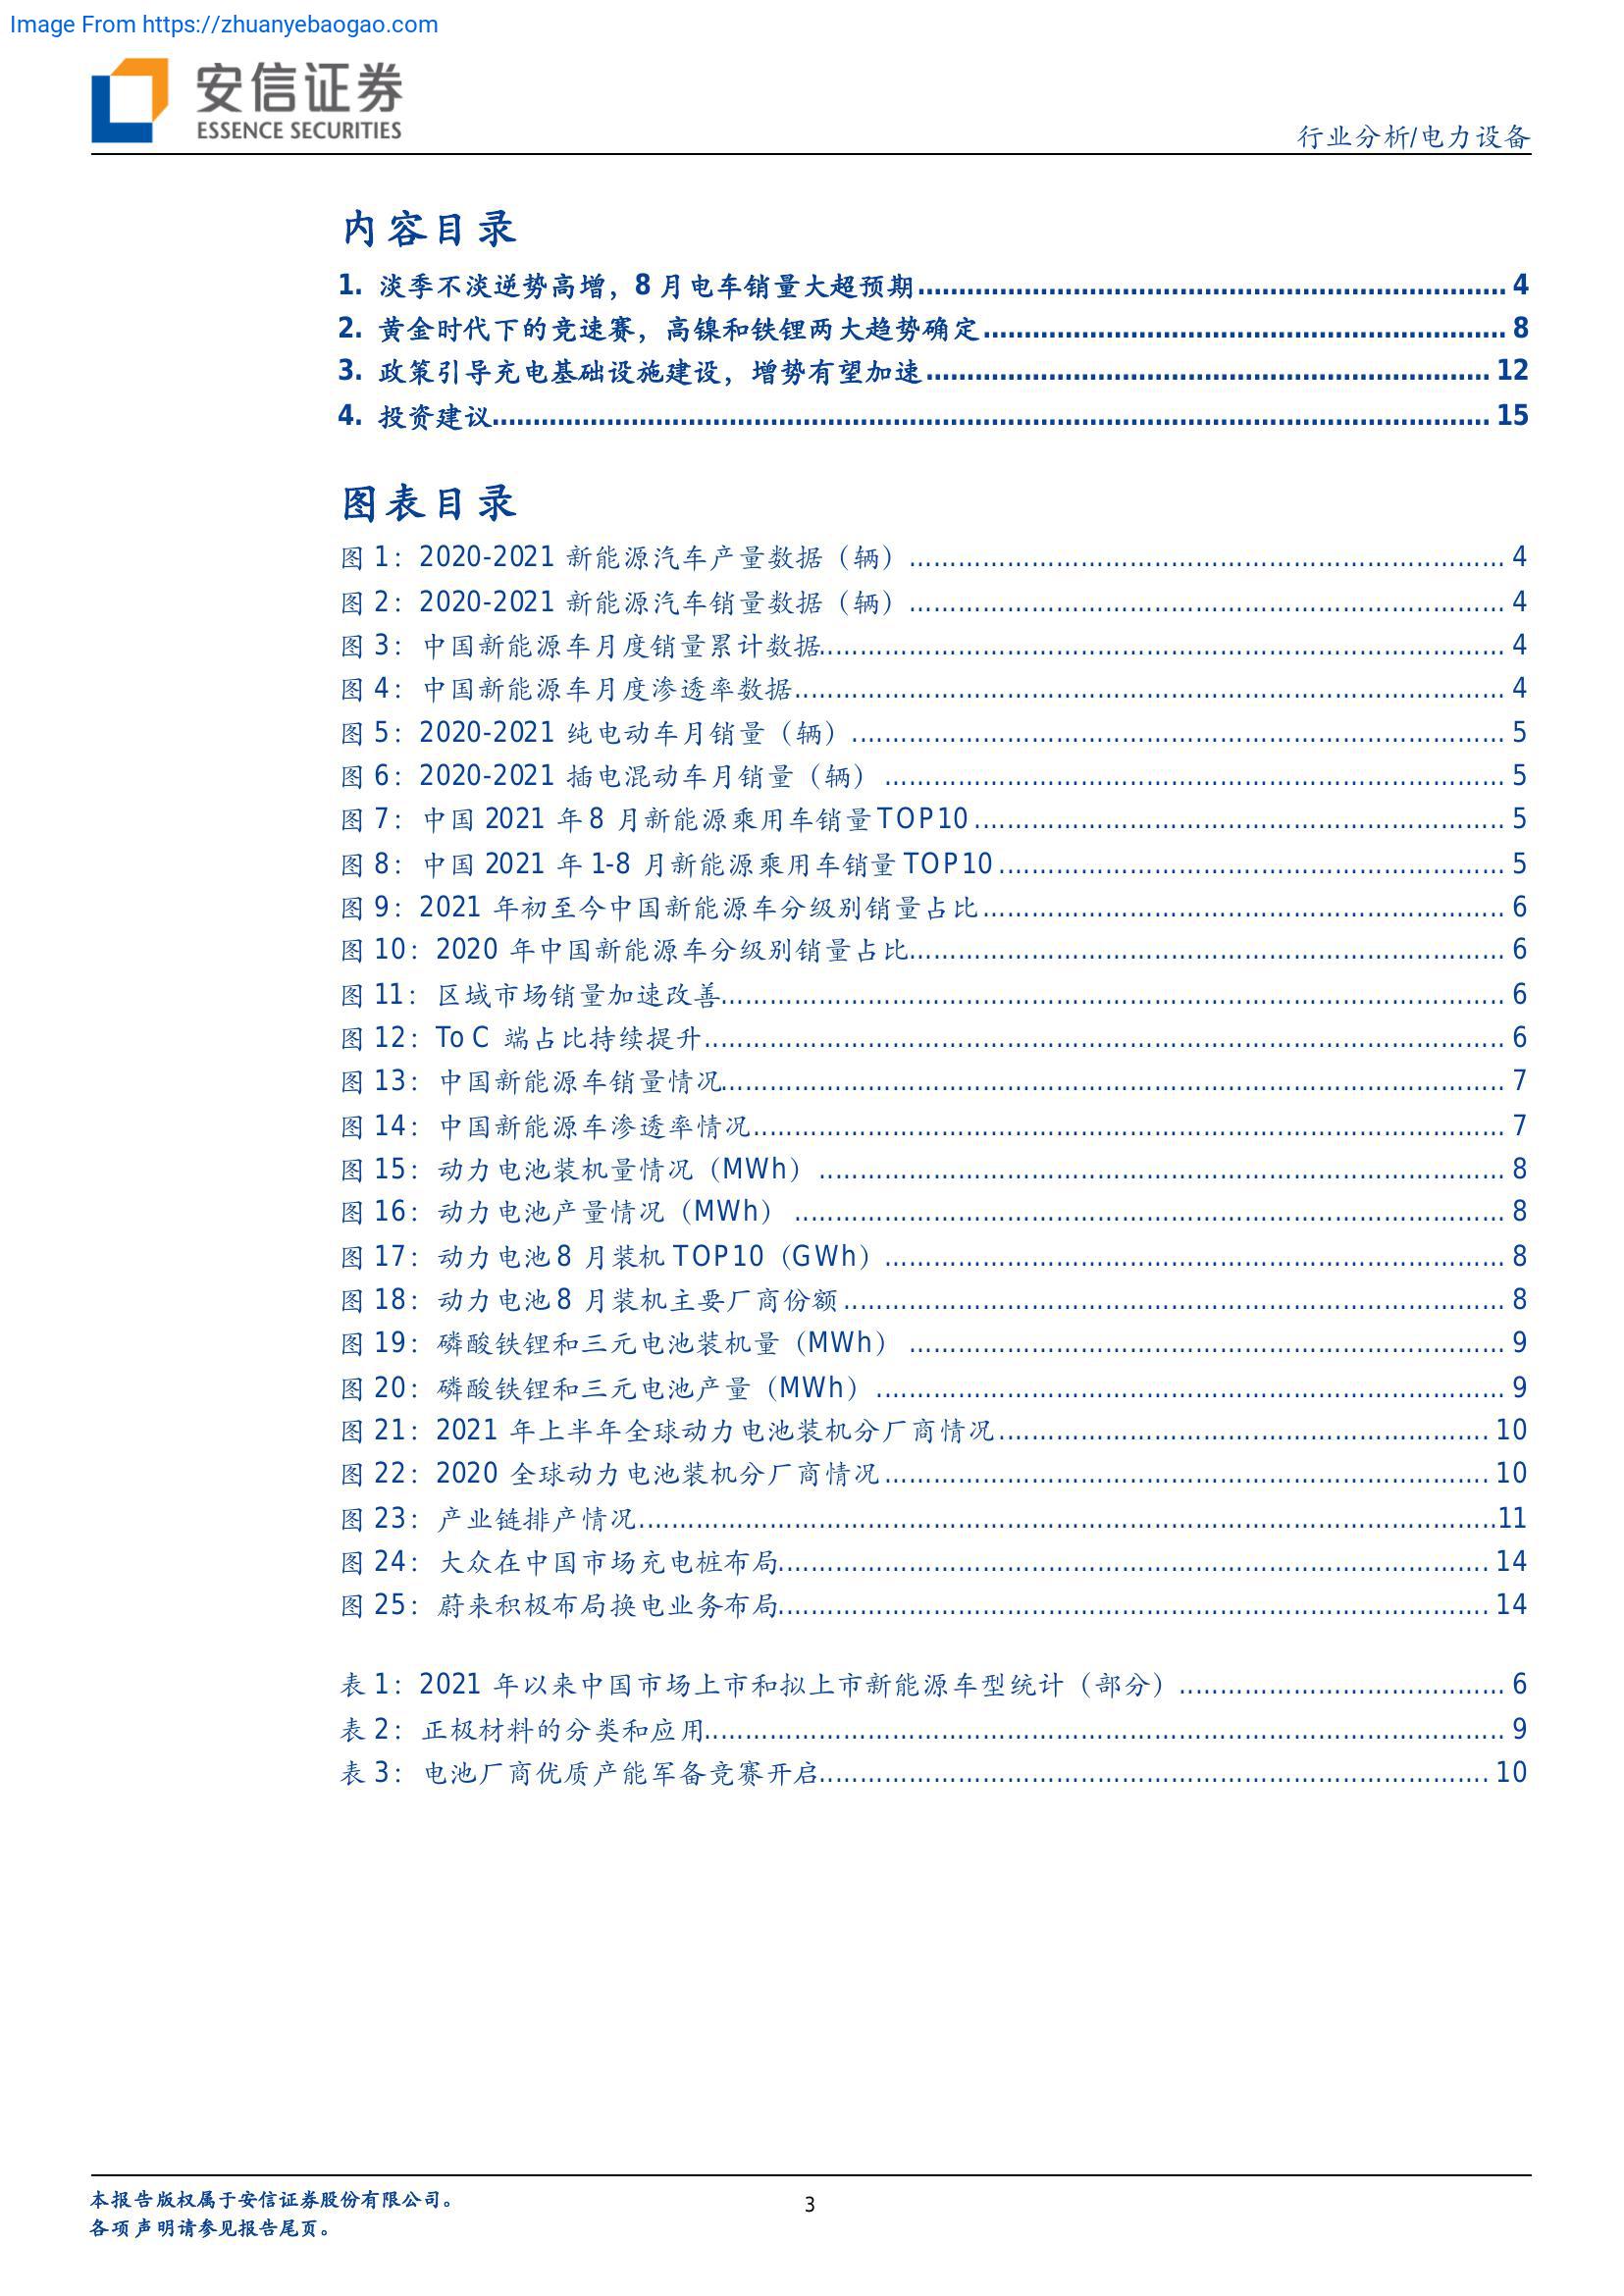 Image From https://zhuanyebaogao.com
安信证券
ESSENCE SECURITIES
行业分析/电力设备
内容目录
1. 淡季不淡逆势高增，8 月电车销量大超预期 4
2. 黄金时代下的竞速赛，高镍和铁锂两大趋势确定 8
3. 政策引导充电基础设施建设，增势有望加速 12
4. 投资建议 15
图表目录
图 1：2020-2021 新能源汽车产量数据（辆） 4
图 2：2020-2021 新能源汽车销量数据（辆） 4
图 3：中国新能源车月度销量累计数据 4
图 4：中国新能源车月度渗透率数据 4
图 5：2020-2021 纯电动车月销量（辆） 5
图 6：2020-2021 插电混动车月销量（辆） 5
图 7：中国 2021 年 8 月新能源乘用车销量 TOP10 5
图 8：中国 2021 年 1-8 月新能源乘用车销量 TOP10 5
图 9：2021 年初至今中国新能源车分级别销量占比 6
图 10：2020 年中国新能源车分级别销量占比 6
图 11：区域市场销量加速改善 6
图 12：To C 端占比持续提升 6
图 13：中国新能源车销量情况 7
图 14：中国新能源车渗透率情况 7
图 15：动力电池装机量情况（MWh） 8
图 16：动力电池产量情况（MWh） 8
图 17：动力电池 8 月装机 TOP10（GWh） 8
图 18：动力电池 8 月装机主要厂商份额 8
图 19：磷酸铁锂和三元电池装机量（MWh） 9
图 20：磷酸铁锂和三元电池产量（MWh） 9
图 21：2021 年上半年全球动力电池装机分厂商情况 10
图 22：2020 全球动力电池装机分厂商情况 10
图 23：产业链排产情况 11
图 24：大众在中国市场充电桩布局 14
图 25：蔚来积极布局换电业务布局 14
表 1：2021 年以来中国市场上市和拟上市新能源车型统计（部分） 6
表 2：正极材料的分类和应用 9
表 3：电池厂商优质产能军备竞赛开启 10
本报告版权属于安信证券股份有限公司。
3
各项声明请参见报告尾页。